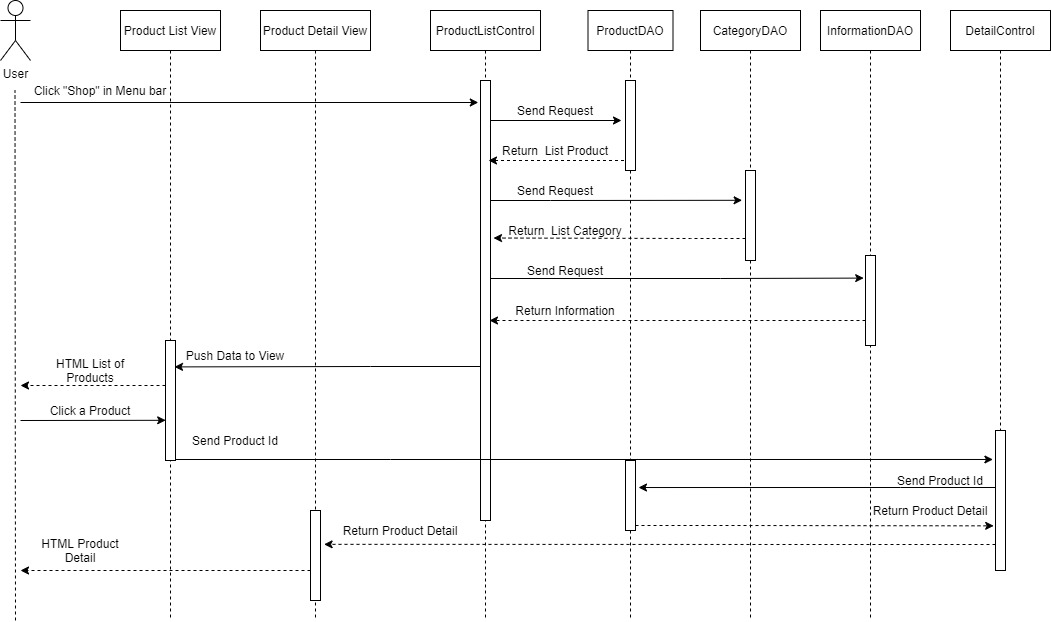 Product List View
Product Detail View
ProductListControl
ProductDAO
CategoryDAO
InformationDAO
DetailControl
User
Click "Shop" in Menu bar
Send Request
Return  List Product
Send Request
Return  List Category
Send Request
Return Information
Push Data to View
HTML List of
Products
Click a Product
Send Product Id
Send Product Id
Return Product Detail
Return Product Detail
HTML Product
Detail